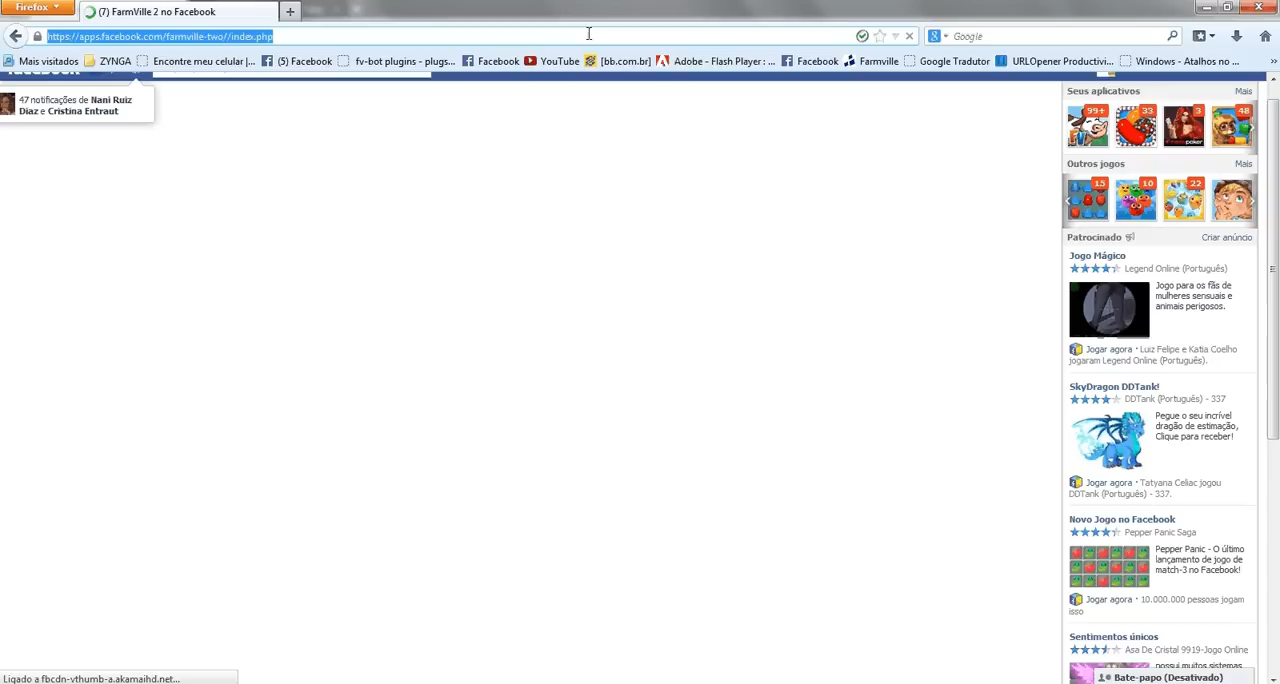 Firefox
(7) FarmVille 2 no Facebook
https://apps.facebook.com/farmville-two//index.php
Google
Mais visitados ZYNGA Encontre meu celular |... (5) Facebook fv-bot plugins - plugs... Facebook YouTube [bb.com.br] Adobe - Flash Player : ... Facebook Farmville Google Tradutor URLOpener Productivi... Windows - Atalhos no ...
47 notificações de Nani Ruiz
Diaz e Cristina Entraut
Seus aplicativos Mais
99+ 33 3 48
poker
Outros jogos Mais
15 10 22
Patrocinado Criar anúncio
Jogo Mágico
Legend Online (Português)
Jogo para os fãs de
mulheres sensuais e
animais perigosos.
Jogar agora · Luiz Felipe e Katia Coelho
jogaram Legend Online (Português).
SkyDragon DDTank!
DDTank (Português) - 337
Pegue o seu incrível
dragão de estimação,
Clique para receber!
Jogar agora · Tatyana Celiac jogou
DDTank (Português) - 337.
Novo Jogo no Facebook
Pepper Panic Saga
Pepper Panic - O último
lançamento de jogo de
match-3 no Facebook!
Jogar agora · 10.000.000 pessoas jogam
isso
Sentimentos únicos
Asa De Cristal 9919-Jogo Online
possui muitos sistemas
Bate-papo (Desativado)
Ligado a fbcdn-vthumb-a.akamaihd.net...